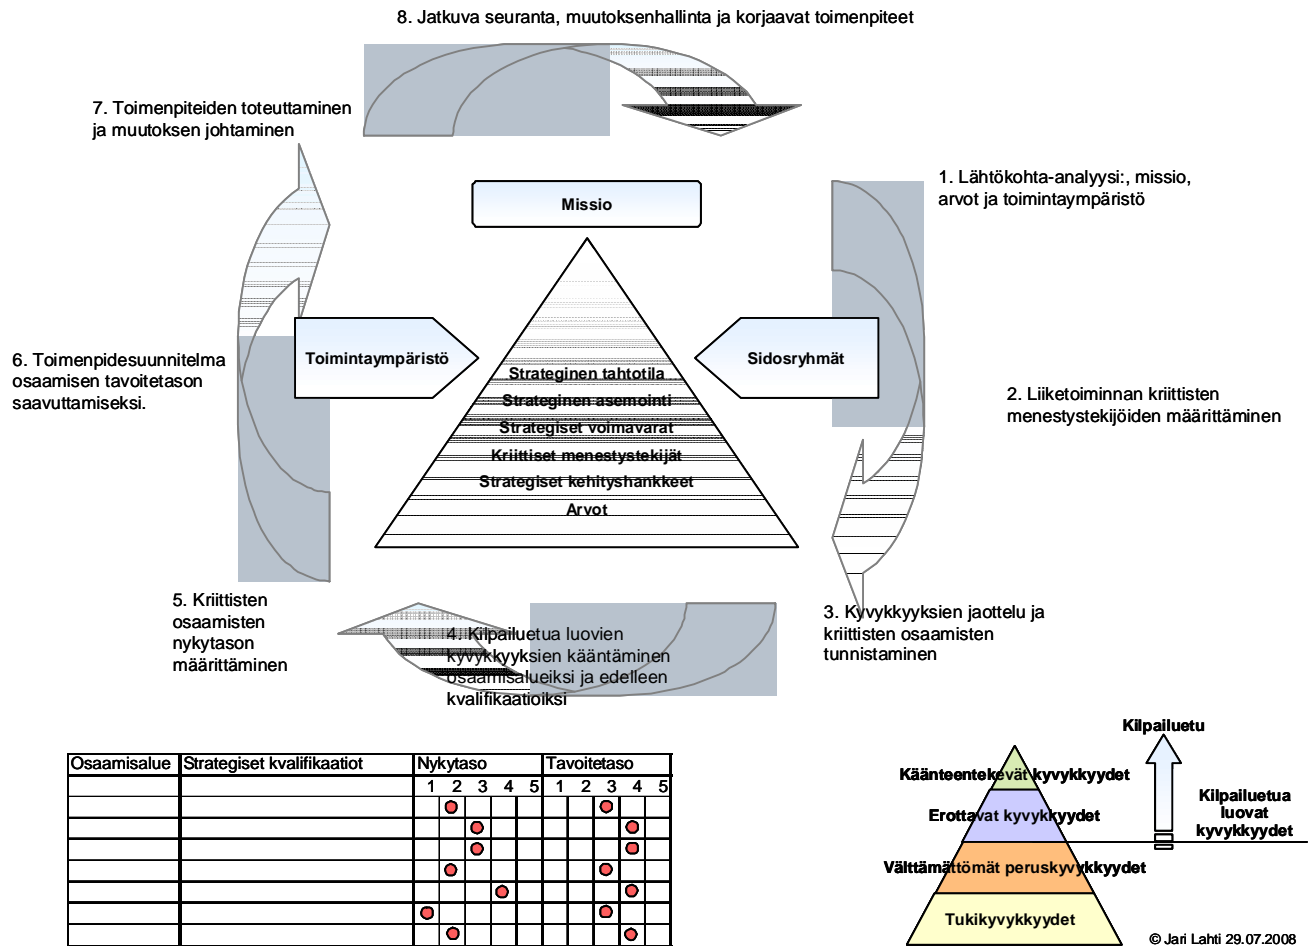 8. Jatkuva seuranta, muutoksenhallinta ja korjaavat toimenpiteet
7. Toimenpiteiden toteuttaminen
ja muutoksen johtaminen
1. Lähtökohta-analyysi:, missio,
arvot ja toimintaympäristö
Missio
6. Toimenpidesuunnitelma
osaamisen tavoitetason
saavuttamiseksi.
Toimintaympäristö
Sidosryhmät
Strateginen tahtotila
Strateginen asemointi
Strategiset voimavarat
Kriittiset menestystekijät
Strategiset kehityshankkeet
Arvot
2. Liiketoiminnan kriittisten
menestystekijöiden määrittäminen
5. Kriittisten
osaamisten
nykytason
määrittäminen
4. Kilpailuetua luovien
kyvykkyyksien kääntäminen
osaamisalueiksi ja edelleen
kvalifikaatioiksi
3. Kyvykkyyksien jaottelu ja
kriittisten osaamisten
tunnistaminen
Osaamisalue Strategiset kvalifikaatiot Nykytaso Tavoitetaso
1 2 3 4 5 1 2 3 4 5
Kilpailuetu
Käänteentekevät kyvykkyydet
Erottavat kyvykkyydet
Kilpailuetua
luovat
kyvykkyydet
Välttämättömät peruskyvykkyydet
Tukikyvykkyydet
© Jari Lahti 29.07.2008